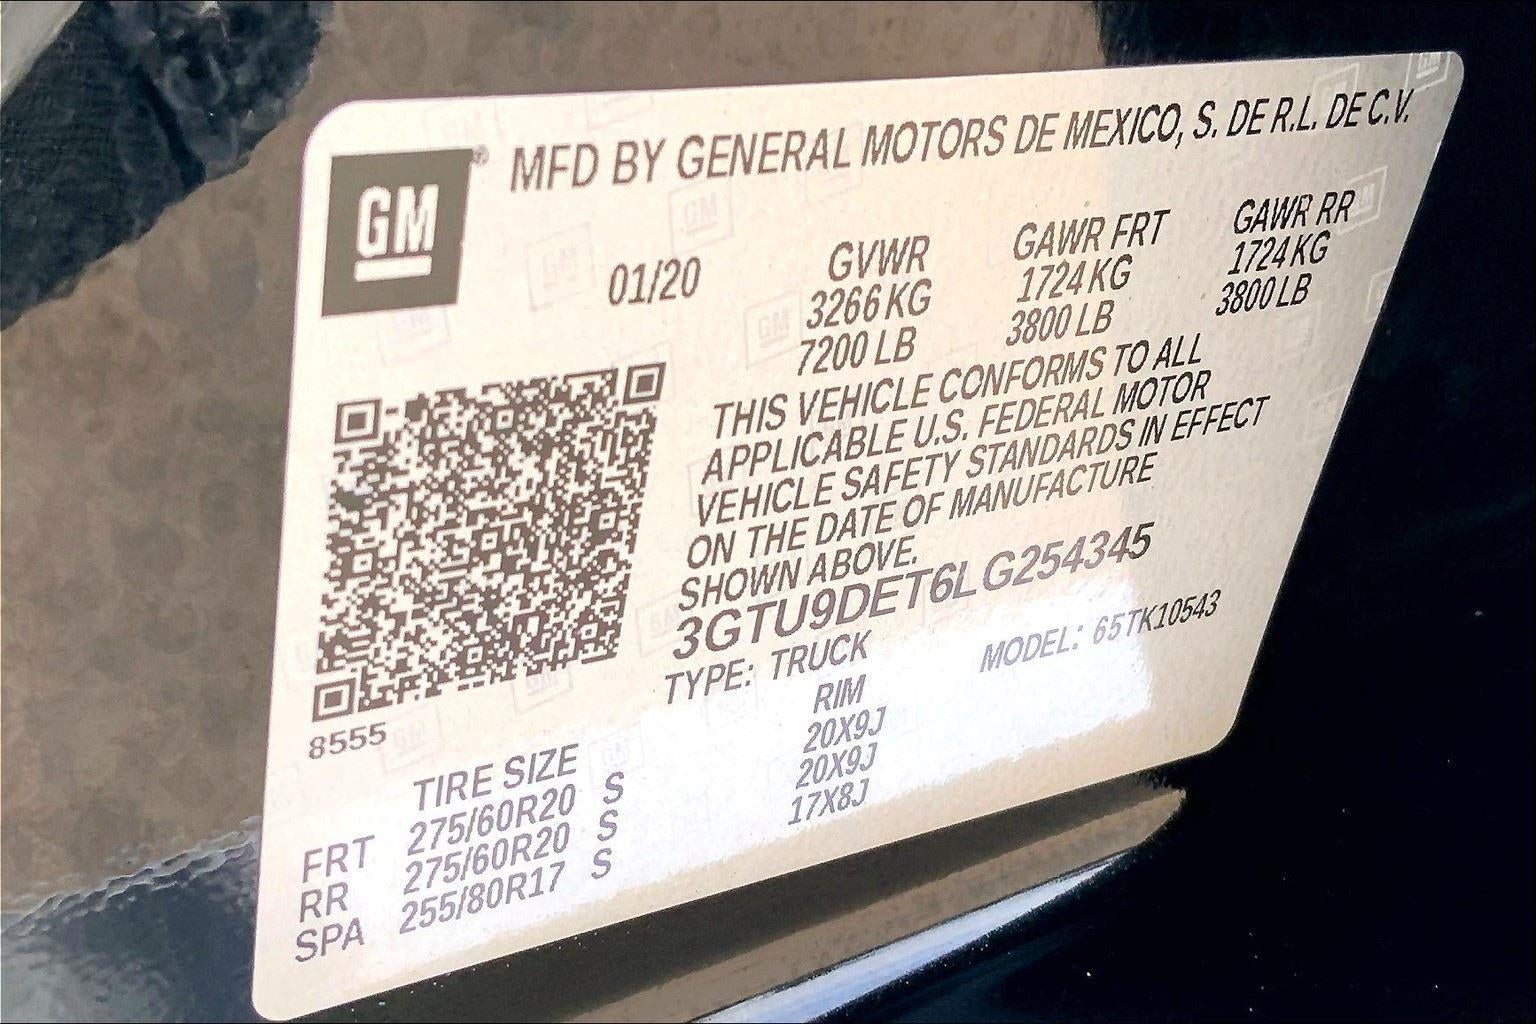 GM
MFD BY GENERAL MOTORS DE MEXICO, S. DE R.L. DE C.V.
01/20
GVWR GAWR FRT GAWR RR
3266 KG 1724 KG 1724 KG
7200 LB 3800 LB 3800 LB
THIS VEHICLE CONFORMS TO ALL
APPLICABLE U.S. FEDERAL MOTOR
VEHICLE SAFETY STANDARDS IN EFFECT
ON THE DATE OF MANUFACTURE
SHOWN ABOVE.
3GTU9DET6LG254345
TYPE: TRUCK MODEL: 65TK10543
8555
TIRE SIZE RIM
FRT 275/60R20 S 20X9J
RR 275/60R20 S 20X9J
SPA 255/80R17 S 17X8J